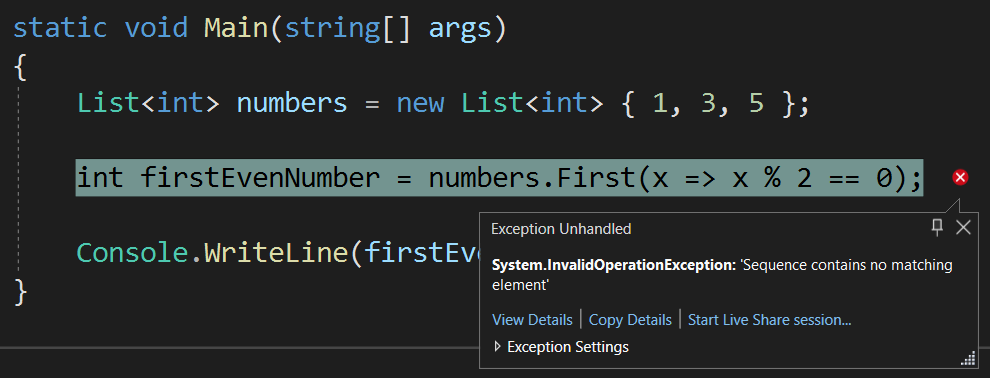 static void Main(string[] args)
{
List<int> numbers = new List<int> { 1, 3, 5 };
int firstEvenNumber = numbers.First(x => x % 2 == 0);
Console.WriteLine(firstEv
}
Exception Unhandled
System.InvalidOperationException: 'Sequence contains no matching
element'
View Details | Copy Details | Start Live Share session...
Exception Settings